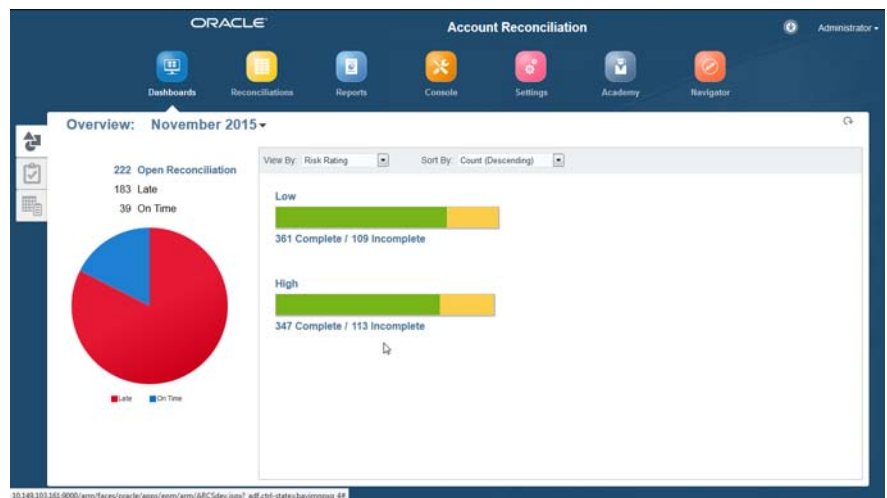 ORACLE
Account Reconciliation
Administrator
Dashboards
Reconciliations
Reports
Console
Settings
Academy
Navigator
Overview: November 2015
222 Open Reconciliation
183 Late
39 On Time
Late
On Time
View By: Risk Rating
Sort By: Count (Descending)
Low
361 Complete / 109 Incomplete
High
347 Complete / 113 Incomplete